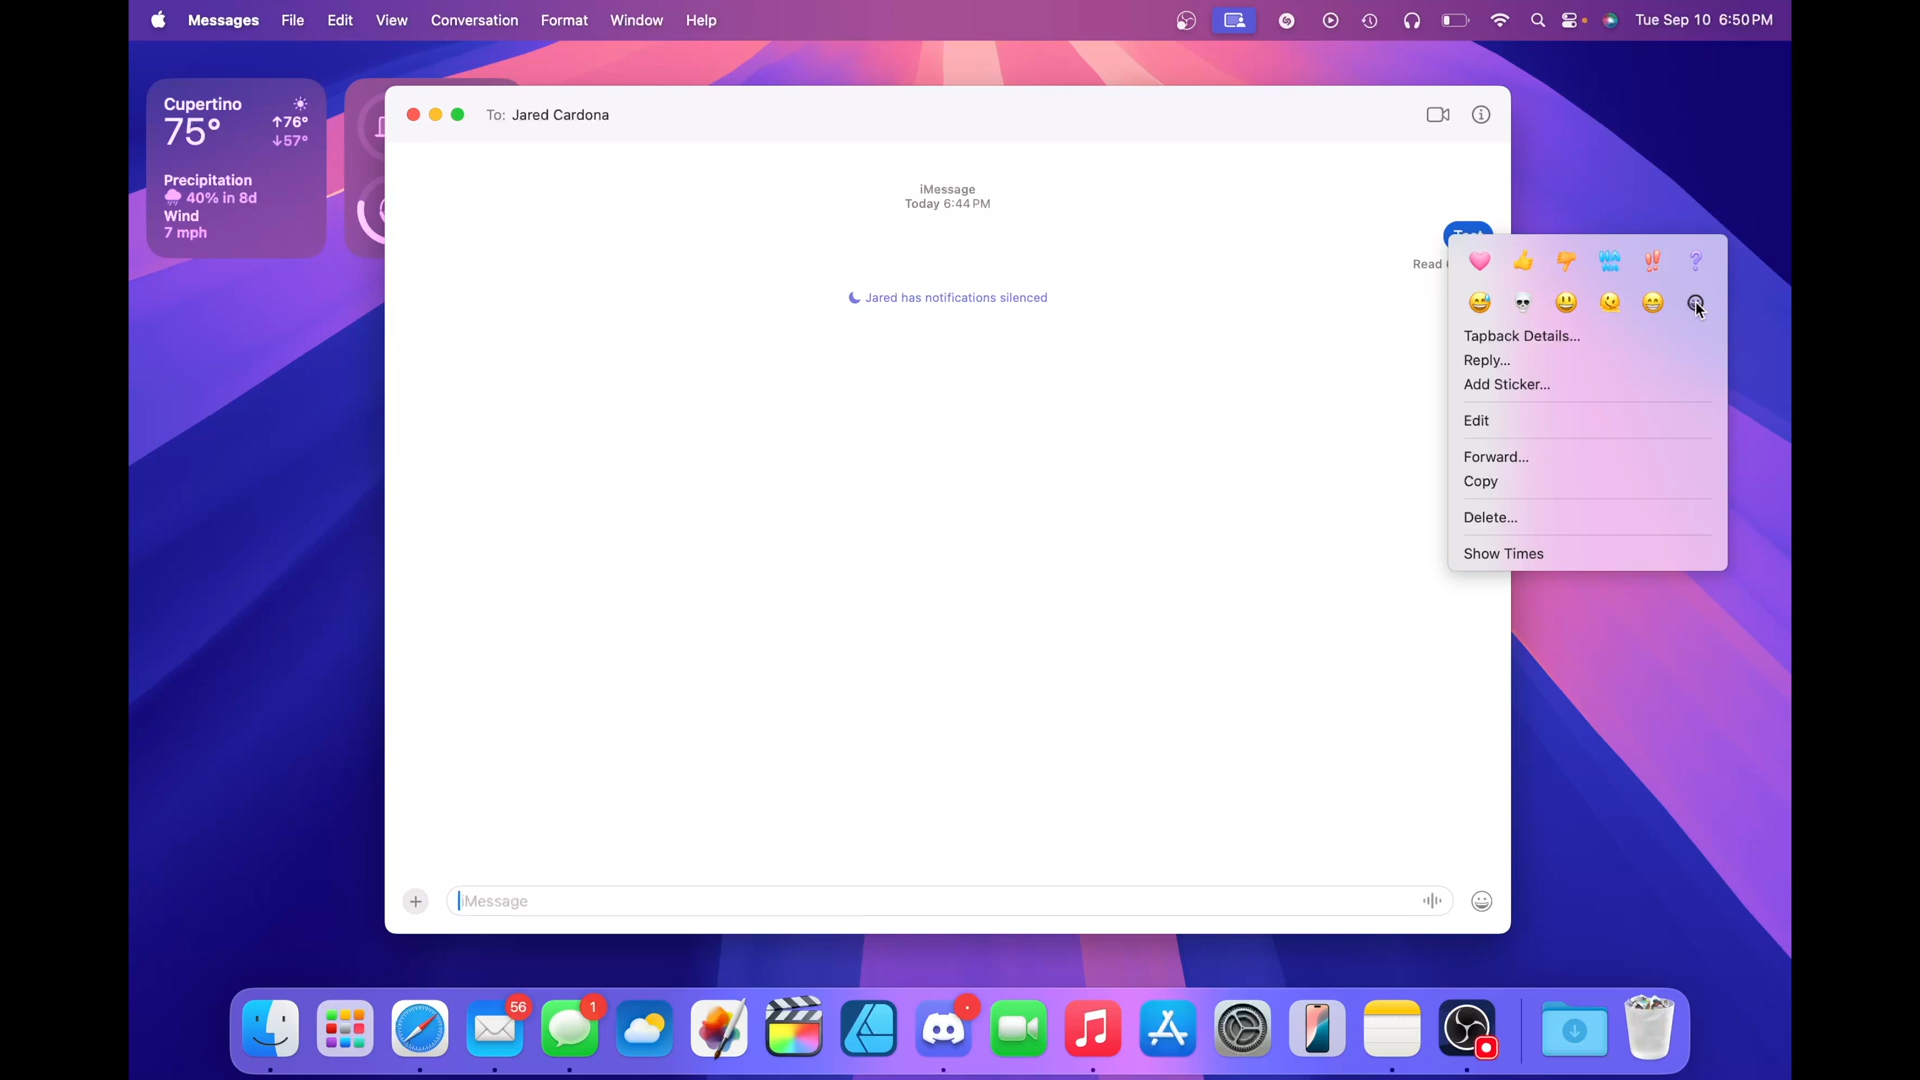 Messages File Edit View Conversation Format Window Help Tue Sep 10 6:50 PM
Cupertino
75°
↑76°
↓57°
Precipitation
40% in 8d
Wind
7 mph
To: Jared Cardona
iMessage
Today 6:44 PM
Read
Jared has notifications silenced
Tapback Details...
Reply...
Add Sticker...
Edit
Forward...
Copy
Delete...
Show Times
iMessage
56
1